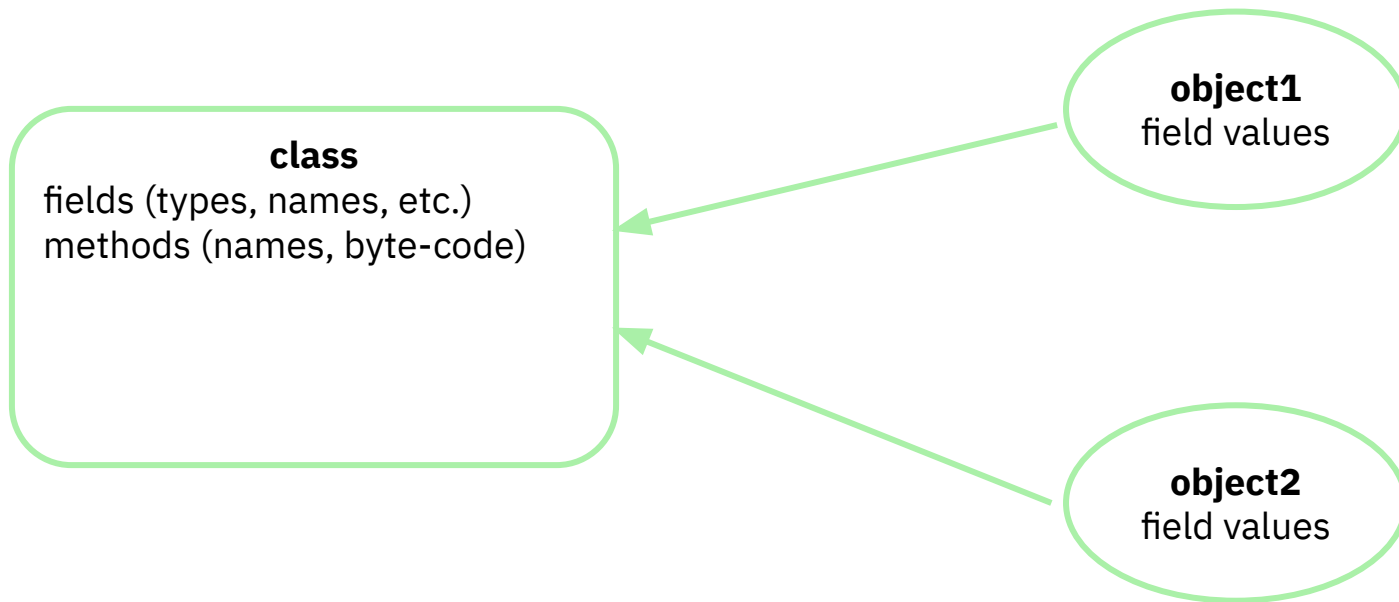 class
fields (types, names, etc.)
methods (names, byte-code)
object1
field values
object2
field values